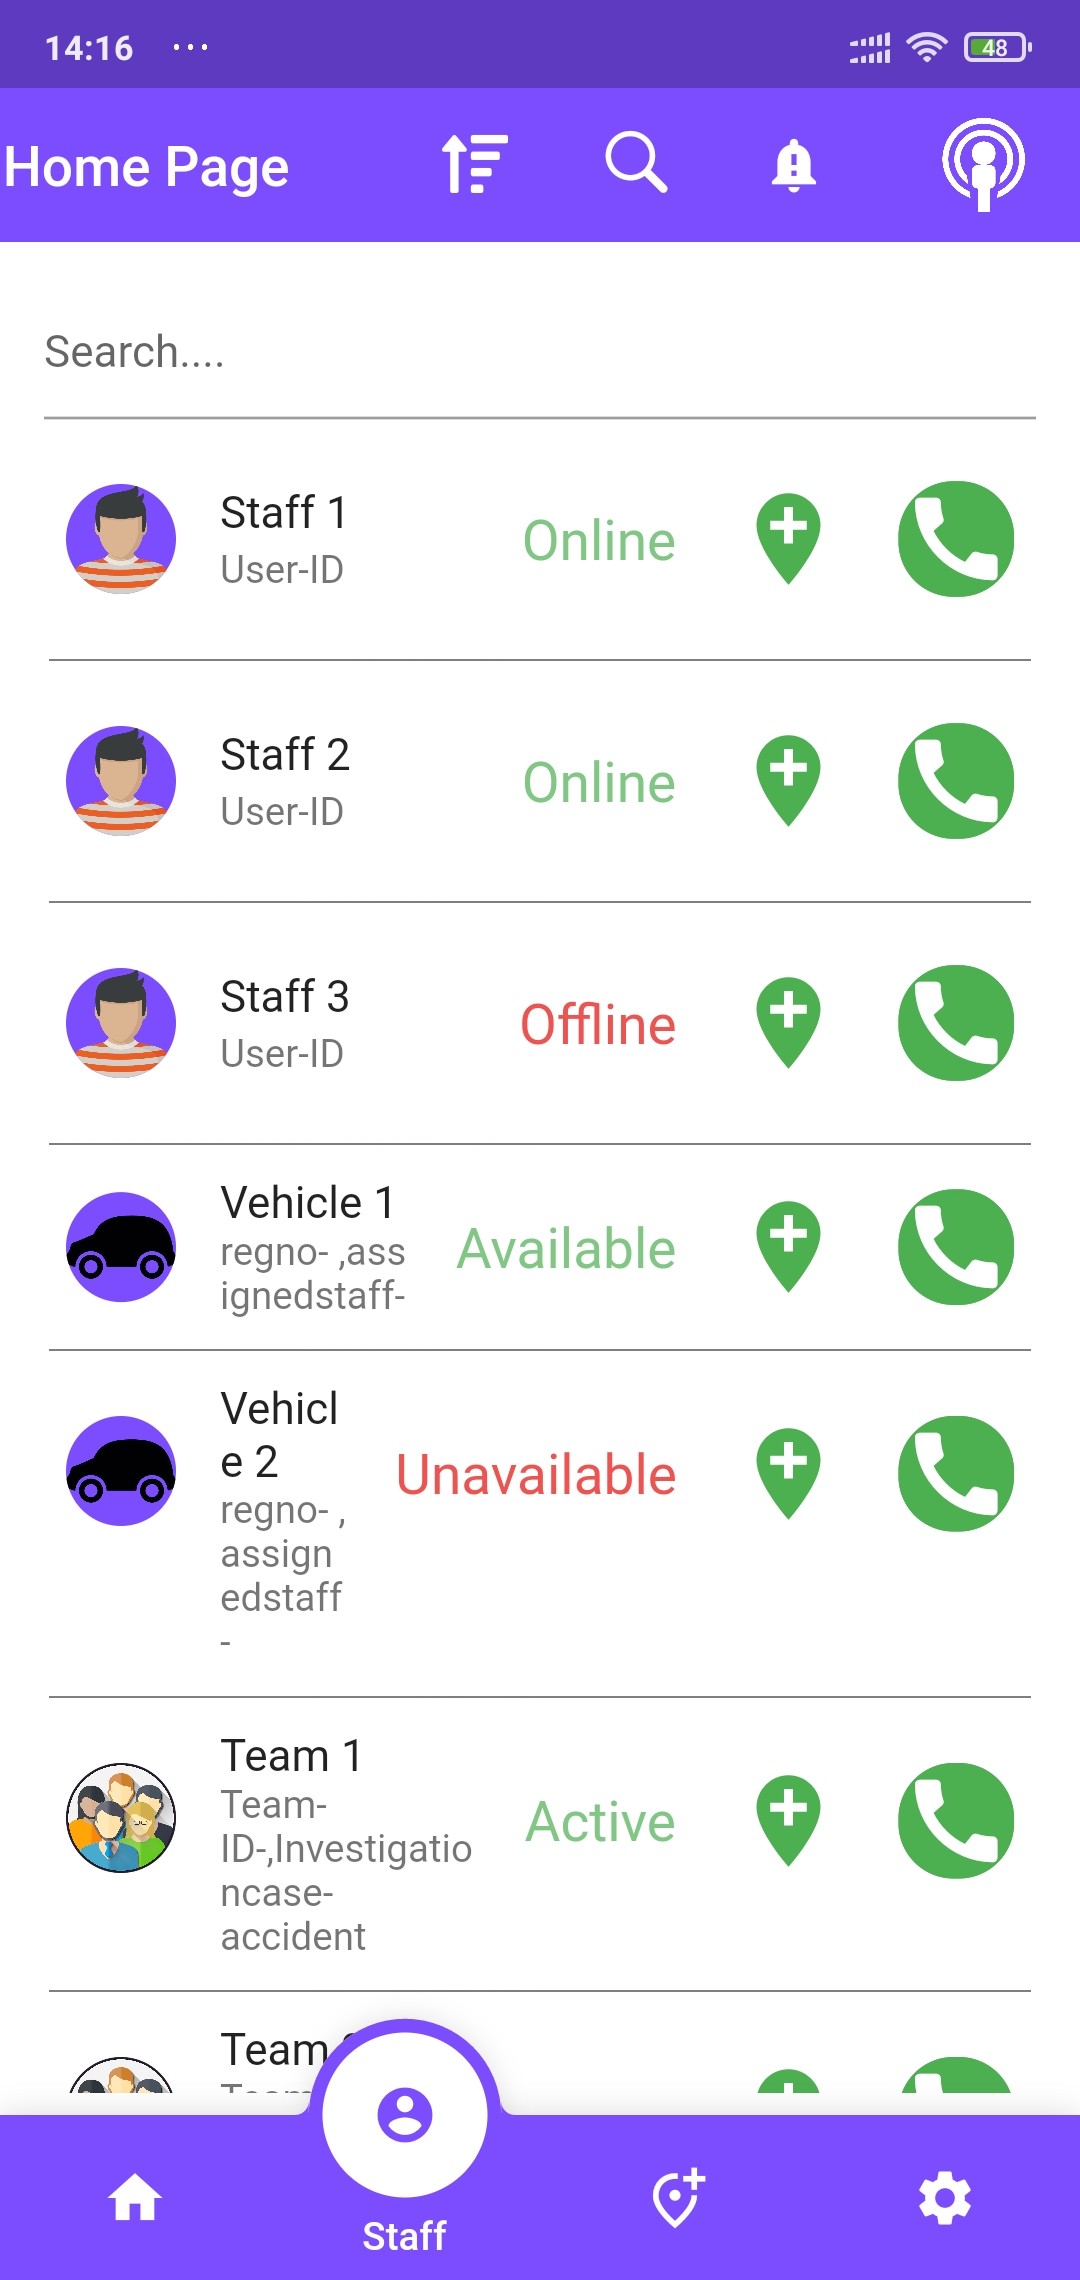 14:16 ...
48
Home Page
Search....
Staff 1
User-ID
Online
Staff 2
User-ID
Online
Staff 3
User-ID
Offline
Vehicle 1
regno- ,ass
ignedstaff-
Available
Vehicl
e 2
regno- ,
assign
edstaff
-
Unavailable
Team 1
Team-
ID-,Investigatio
ncase-
accident
Active
Team
Staff